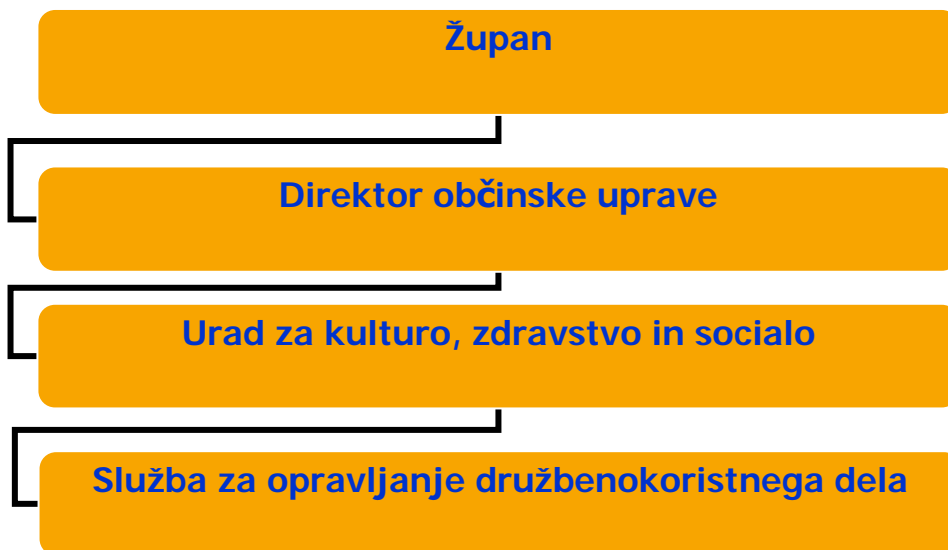 Župan
Direktor občinske uprave
Urad za kulturo, zdravstvo in socialo
Služba za opravljanje družbenokoristnega dela